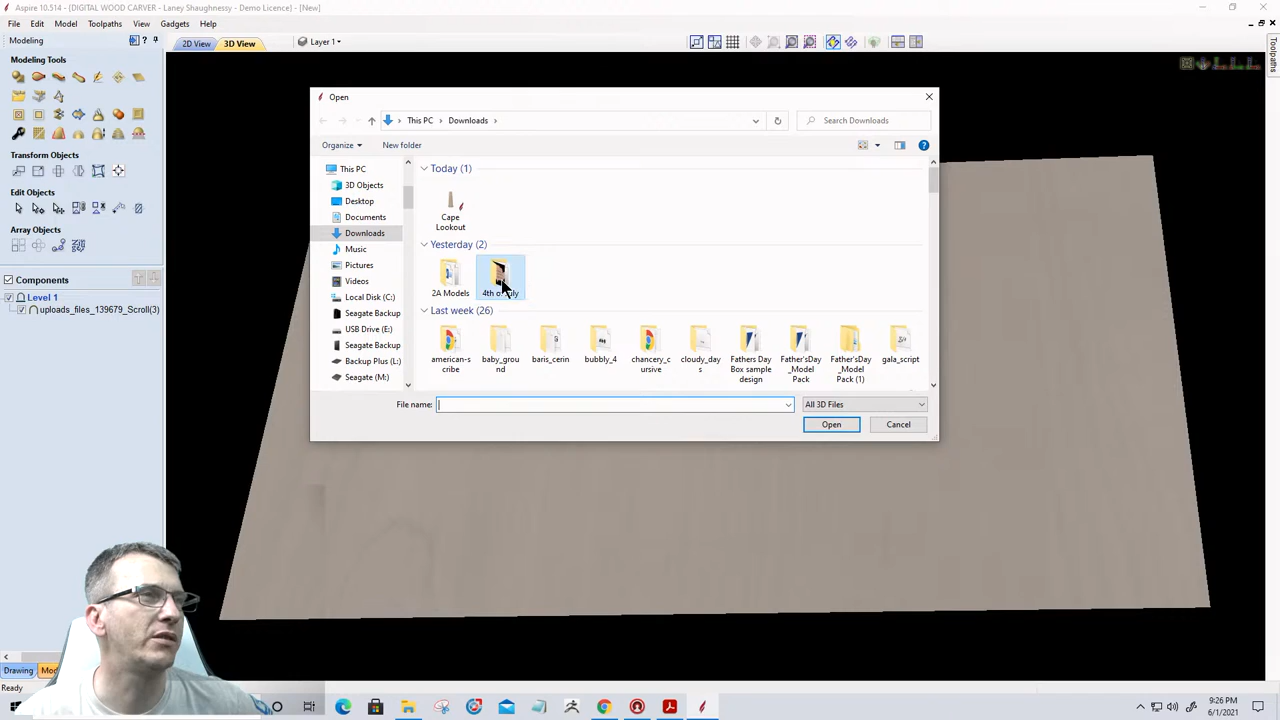 Aspire 10.514 - (DIGITAL WOOD CARVER - Laney Shaughnessy - Demo Licence) - [New]
File Edit Model Toolpaths View Gadgets Help
Modeling
2D View 3D View Layer 1
Toolpaths
Modeling Tools
Transform Objects
Edit Objects
Array Objects
Components
Level 1
uploads_files_139679_Scroll(3)
Open
This PC > Downloads >
Search Downloads
Organize New folder
This PC
3D Objects
Desktop
Documents
Downloads
Music
Pictures
Videos
Local Disk (C:)
Seagate Backup
USB Drive (E:)
Seagate Backup
Backup Plus (L:)
Seagate (M:)
Today (1)
Cape
Lookout
Yesterday (2)
2A Models
Last week (26)
american-s
cribe
baby_grou
nd
baris_cerin
bubbly_4
chancery_c
ursive
cloudy_day
s
Fathers Day
Box sample
design
Father'sDay
_Model
Pack
Father'sDay
_Model
Pack (1)
gala_script
File name:
All 3D Files
Open Cancel
Drawing
Ready
9:26 PM
6/1/2021